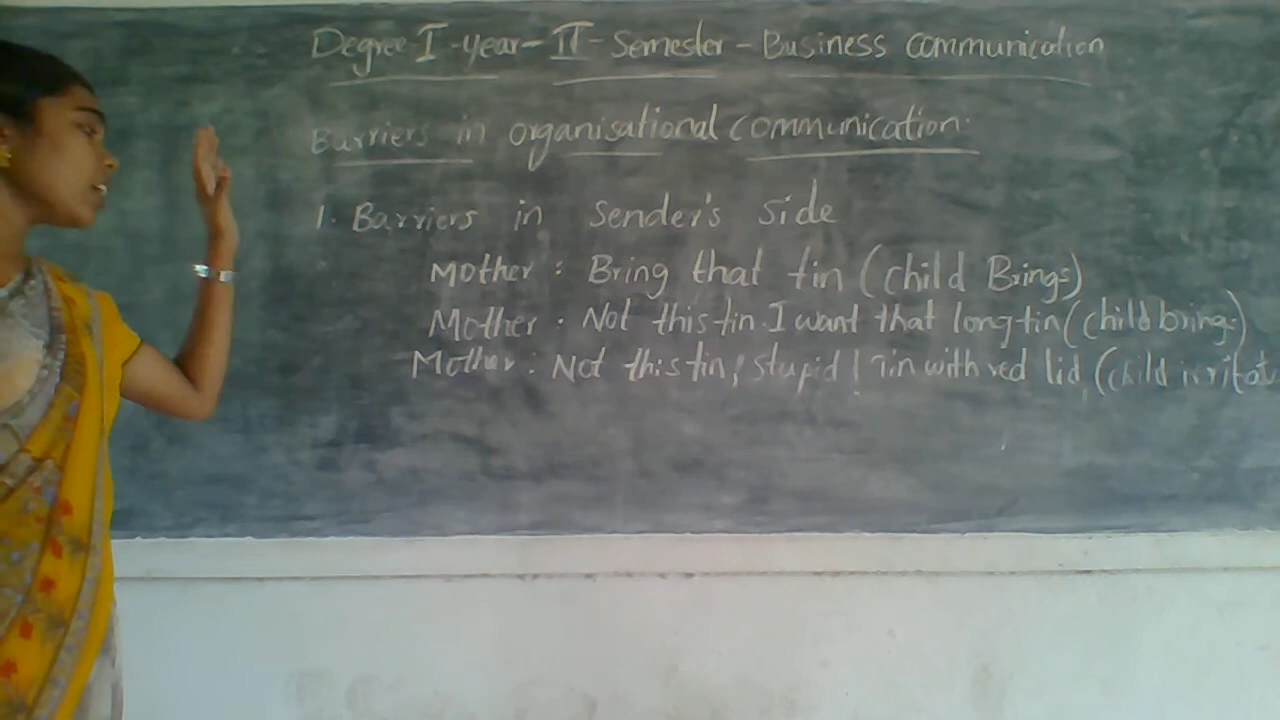 Degree I-year-II-Semester-Business communication
Barriers in organisational communication.
1. Barriers in Sender's side
Mother: Bring that tin (child Brings)
Mother: Not this tin. I want that long tin (child brings)
Mother: Not this tin, stupid! Tin with red lid (child irritat